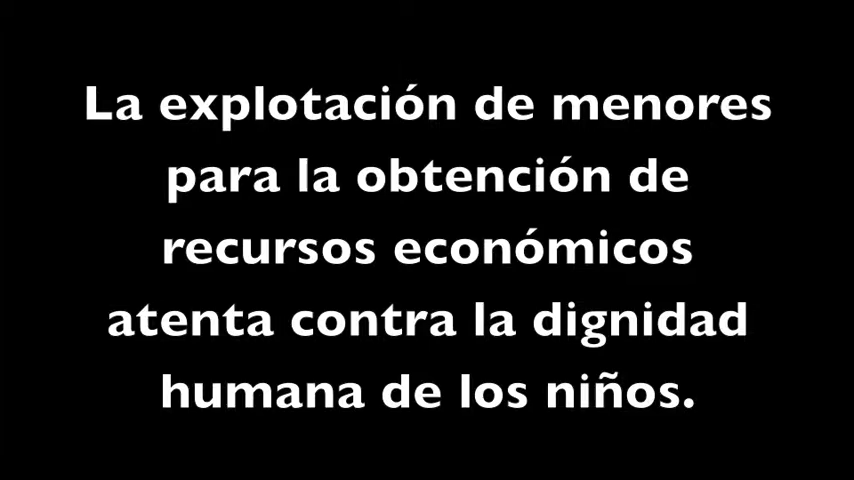 La explotación de menores
para la obtención de
recursos económicos
atenta contra la dignidad
humana de los niños.